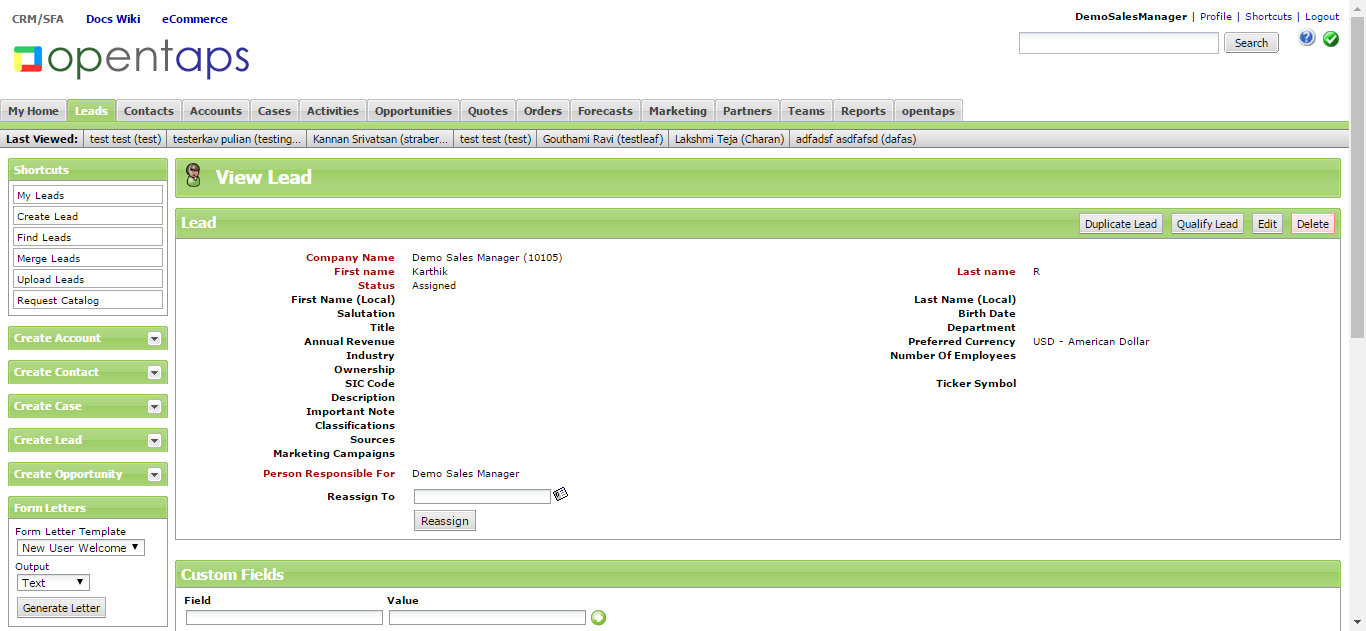 CRM/SFA Docs Wiki eCommerce
DemoSalesManager | Profile | Shortcuts | Logout
opentaps
Search
My Home Leads Contacts Accounts Cases Activities Opportunities Quotes Orders Forecasts Marketing Partners Teams Reports opentaps
Last Viewed: test test (test) testerkav pulian (testing... Kannan Srivatsan (straber... test test (test) Gouthami Ravi (testleaf) Lakshmi Teja (Charan) adfadsf asdfafsd (dafas)
Shortcuts
My Leads
Create Lead
Find Leads
Merge Leads
Upload Leads
Request Catalog
Create Account
Create Contact
Create Case
Create Lead
Create Opportunity
Form Letters
Form Letter Template
New User Welcome
Output
Text
Generate Letter
View Lead
Lead Duplicate Lead Qualify Lead Edit Delete
Company Name Demo Sales Manager (10105)
First name Karthik Last name R
Status Assigned
First Name (Local) Last Name (Local)
Salutation Birth Date
Title Department
Annual Revenue Preferred Currency USD - American Dollar
Industry Number Of Employees
Ownership
SIC Code Ticker Symbol
Description
Important Note
Classifications
Sources
Marketing Campaigns
Person Responsible For Demo Sales Manager
Reassign To
Reassign
Custom Fields
Field Value